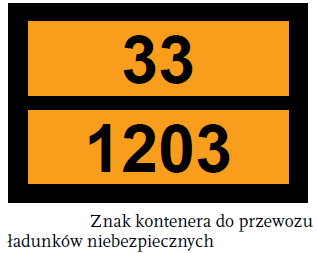 33
1203
Znak kontenera do przewozu
ładunków niebezpiecznych